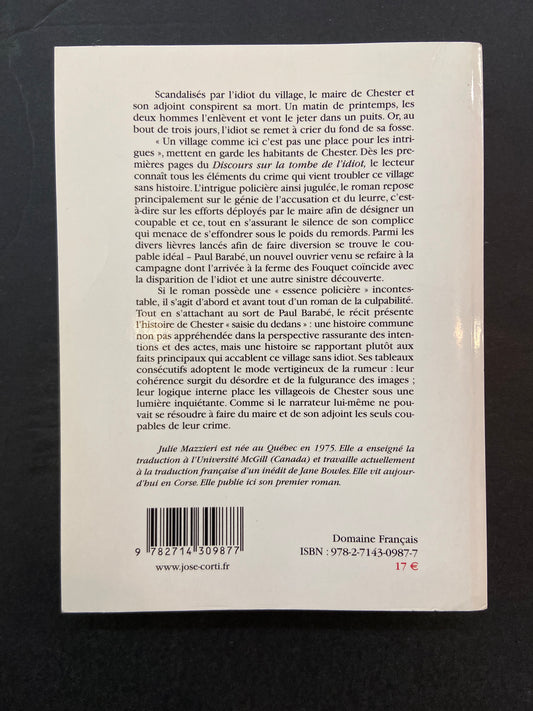 Scandalisés par l'idiot du village, le maire de Chester et
son adjoint conspirent sa mort. Un matin de printemps, les
deux hommes l'enlèvent et vont le jeter dans un puits. Or, au
bout de trois jours, l'idiot se remet à crier du fond de sa fosse.
« Un village comme ici c'est pas une place pour les intri-
gues », mettent en garde les habitants de Chester. Dès les pre-
mières pages du Discours sur la tombe de l'idiot, le lecteur
connaît tous les éléments du crime qui vient troubler ce village
sans histoire. L'intrigue policière ainsi jugulée, le roman repose
principalement sur le génie de l'accusation et du leurre, c'est-
à-dire sur les efforts déployés par le maire afin de désigner un
coupable et ce, tout en s'assurant le silence de son complice
qui menace de s'effondrer sous le poids du remords. Parmi les
divers lièvres lancés afin de faire diversion se trouve le cou-
pable idéal – Paul Barabé, un nouvel ouvrier venu se refaire à la
campagne dont l'arrivée à la ferme des Fouquet coïncide avec
la disparition de l'idiot et une autre sinistre découverte.
Si le roman possède une « essence policière » incontes-
table, il s'agit d'abord et avant tout d'un roman de la culpabilité.
Tout en s'attachant au sort de Paul Barabé, le récit présente
l'histoire de Chester « saisie du dedans » : une histoire commune
non pas appréhendée dans la perspective rassurante des inten-
tions et des actes, mais une histoire se rapportant plutôt aux
faits principaux qui accablent ce village sans idiot. Ses tableaux
consécutifs adoptent le mode vertigineux de la rumeur : leur
cohérence surgit du désordre et de la fulgurance des images ;
leur logique interne place les villageois de Chester sous une
lumière inquiétante. Comme si le narrateur lui-même ne pou-
vait se résoudre à faire du maire et de son adjoint les seuls cou-
pables de leur crime.
Julie Mazzieri est née au Québec en 1975. Elle a enseigné la
traduction à l'Université McGill (Canada) et travaille actuellement
à la traduction française d'un inédit de Jane Bowles. Elle vit aujour-
d'hui en Corse. Elle publie ici son premier roman.
9 782714 309877
www.jose-corti.fr
Domaine Français
ISBN : 978-2-7143-0987-7
17 €